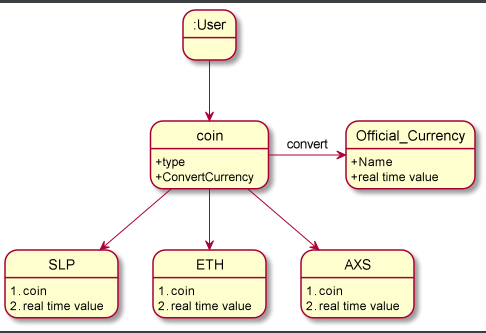 :User
coin
+type
+ConvertCurrency
convert
Official_Currency
+Name
+real time value
SLP
1. coin
2. real time value
ETH
1. coin
2. real time value
AXS
1. coin
2. real time value